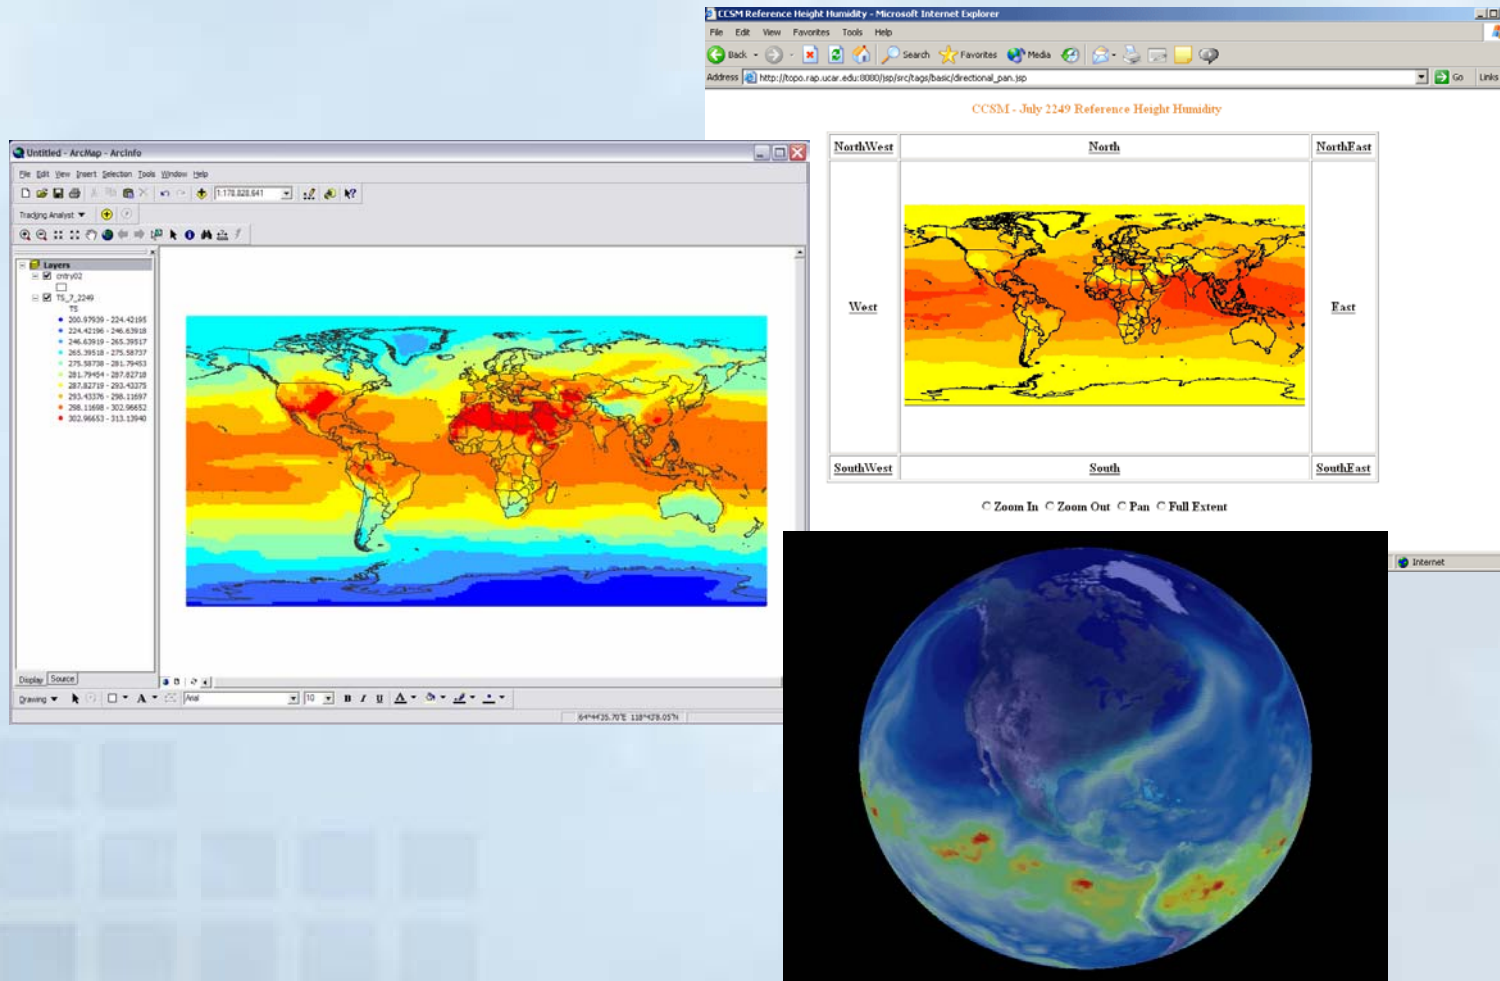 CCSM Reference Height Humidity - Microsoft Internet Explorer
File Edit View Favorites Tools Help
Back Search Favorites Media
Address http://topo.rap.ucar.edu:8080/jsp/src/tags/basic/directional_pan.jsp Go Links
CCSM - July 2249 Reference Height Humidity
NorthWest North NorthEast
West East
SouthWest South SouthEast
Zoom In Zoom Out Pan Full Extent
Internet
Untitled - ArcMap - ArcInfo
File Edit View Insert Selection Tools Window Help
1:178,828,641
Tracking Analyst
Layers
cntry02
TS_7_2249
TS
200.97939 - 224.42195
224.42196 - 246.63918
246.63919 - 265.39517
265.39518 - 275.58737
275.58738 - 281.79453
281.79454 - 287.82718
287.82719 - 293.43375
293.43376 - 298.11697
298.11698 - 302.96652
302.96653 - 313.13940
Display Source
Drawing A Arial 10 B I U A